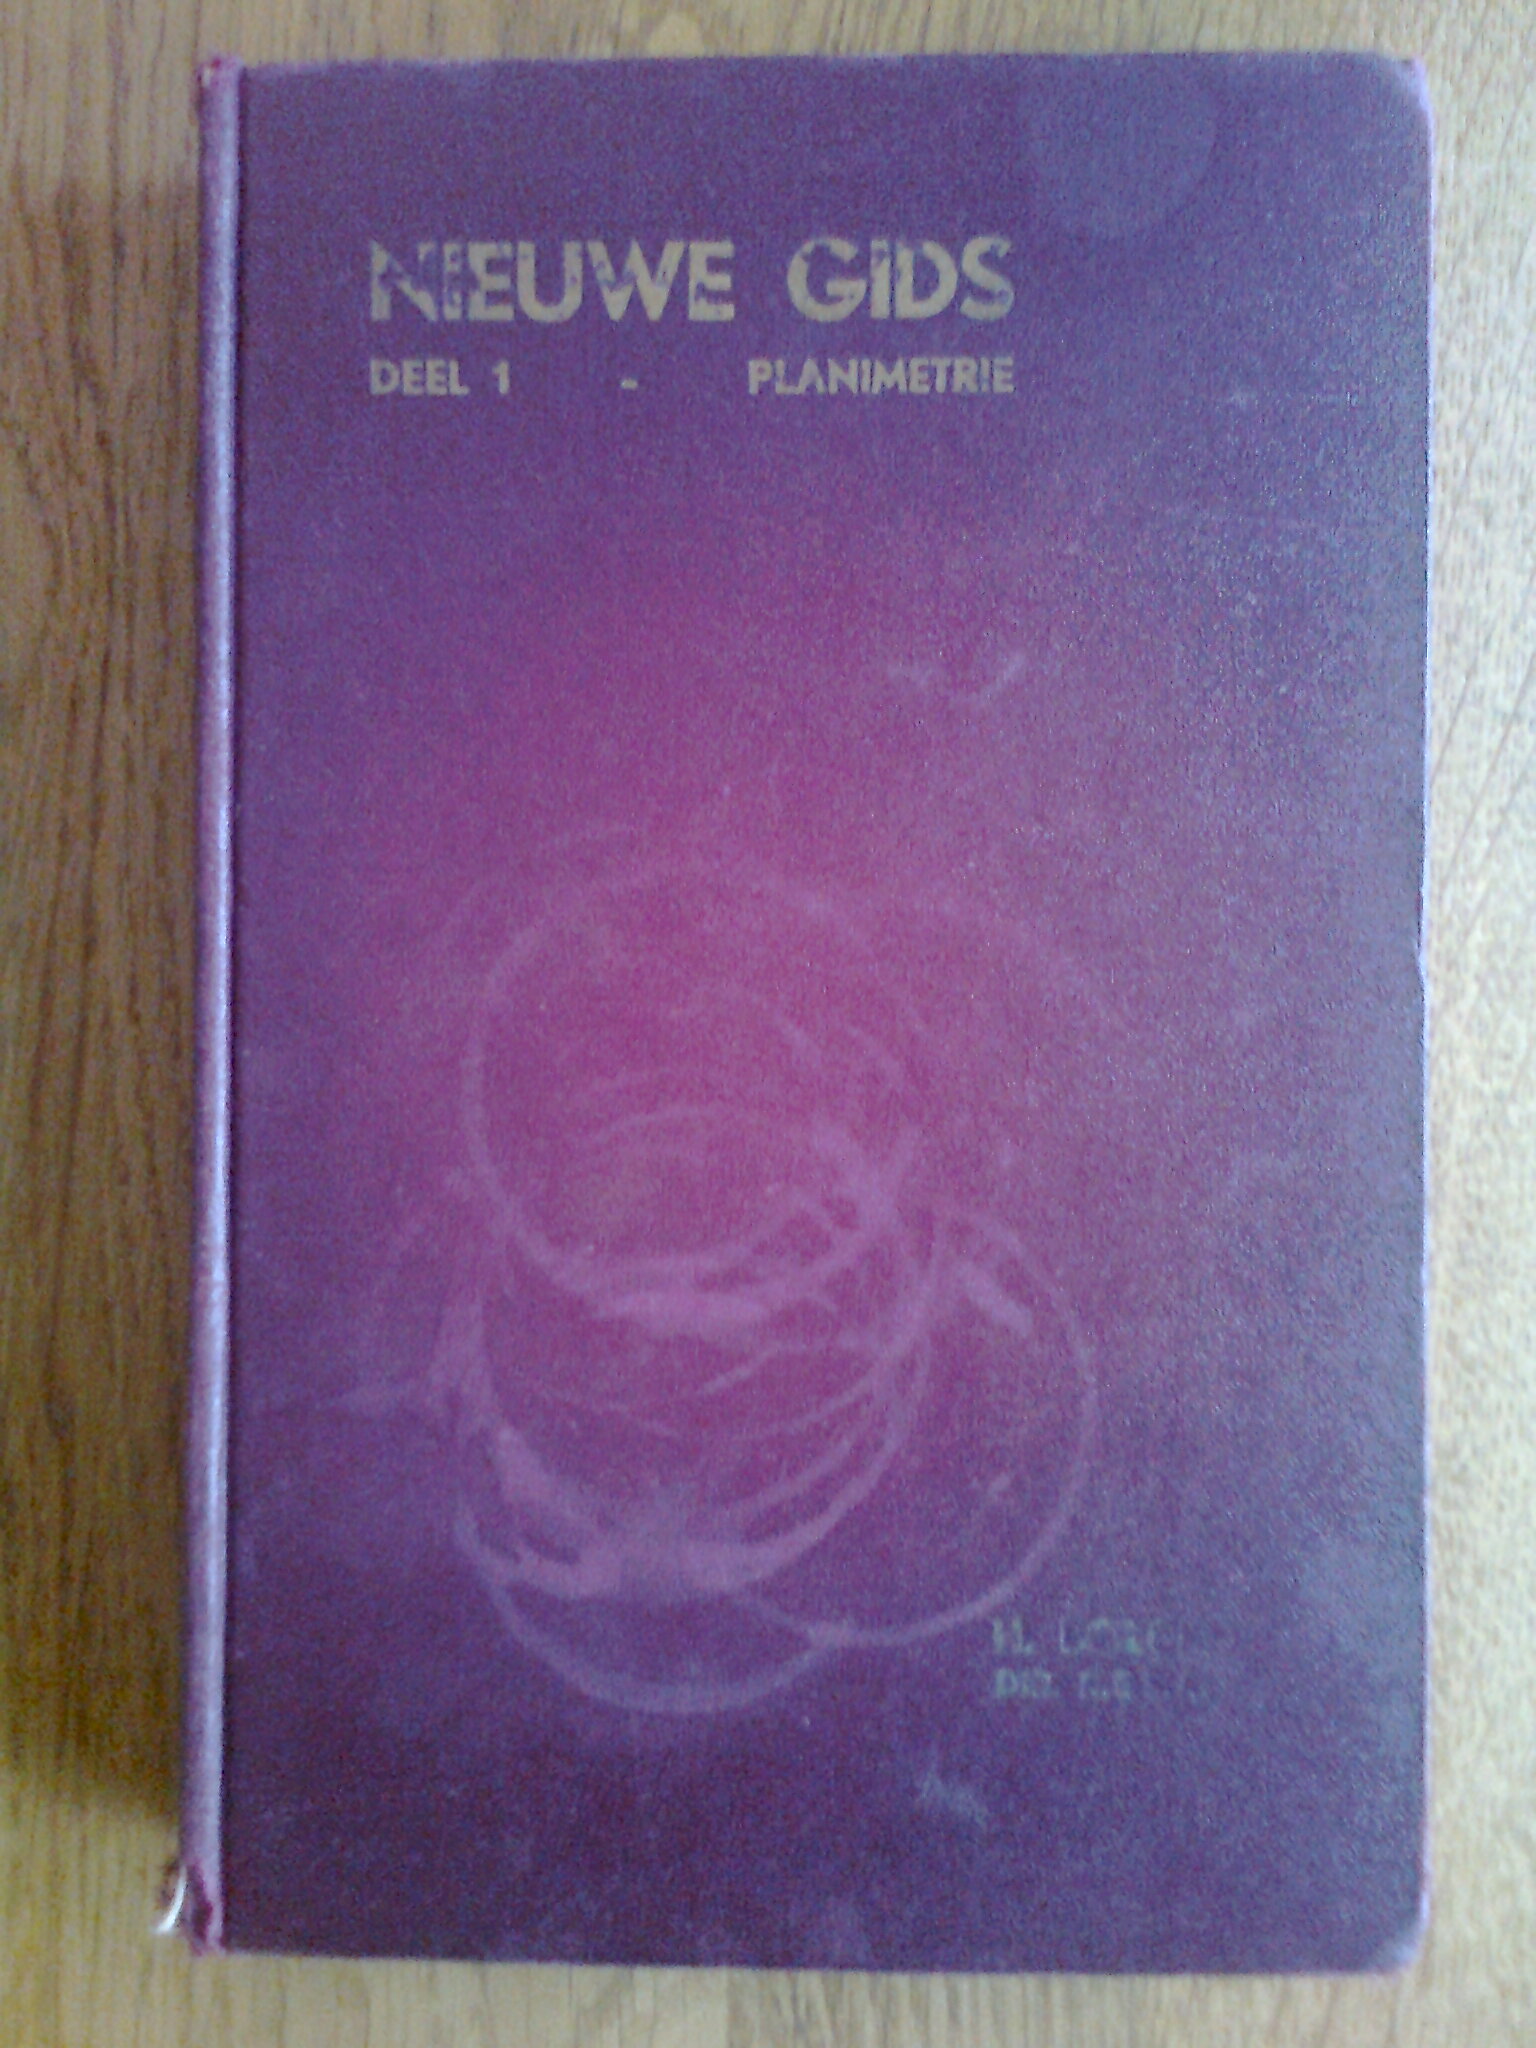 NIEUWE GIDS
DEEL 1 - PLANIMETRIE
H.